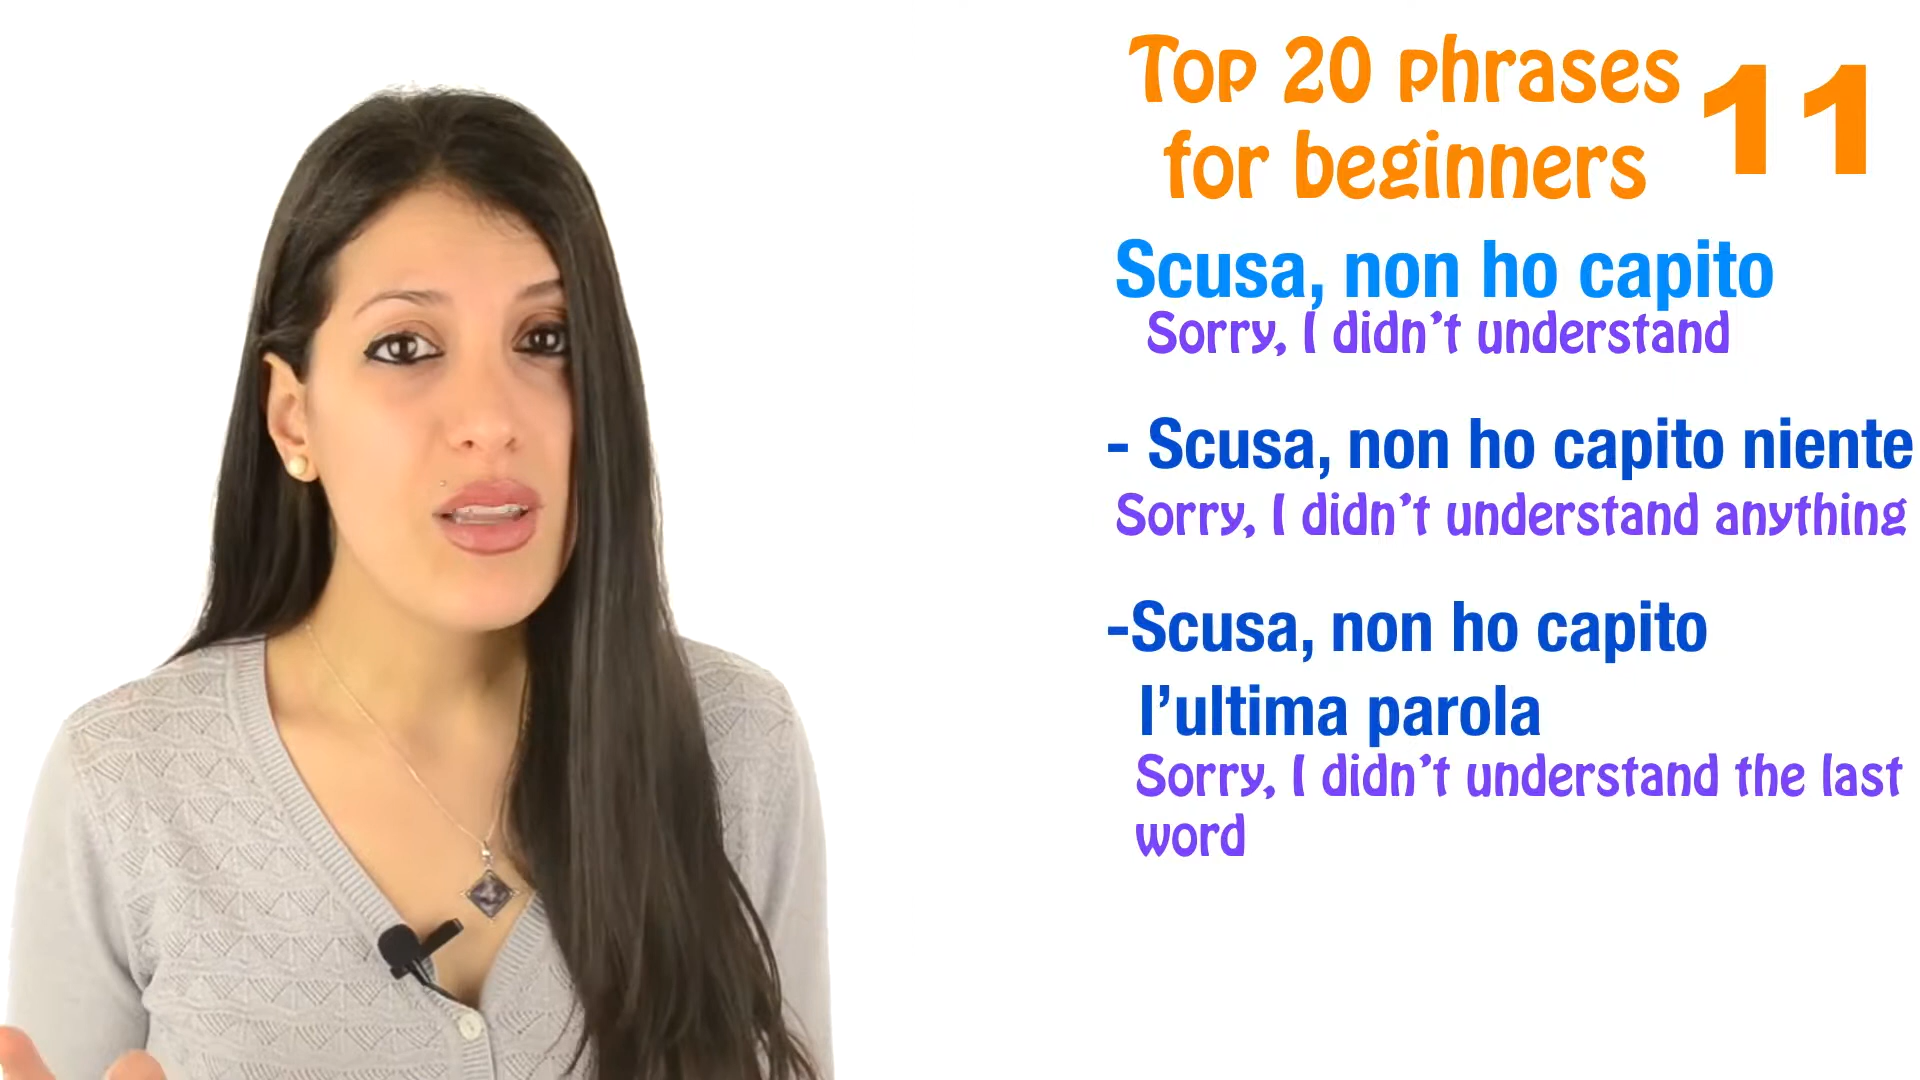 Top 20 phrases
for beginners
11
Scusa, non ho capito
Sorry, I didn't understand
- Scusa, non ho capito niente
Sorry, I didn't understand anything
-Scusa, non ho capito
l'ultima parola
Sorry, I didn't understand the last
word